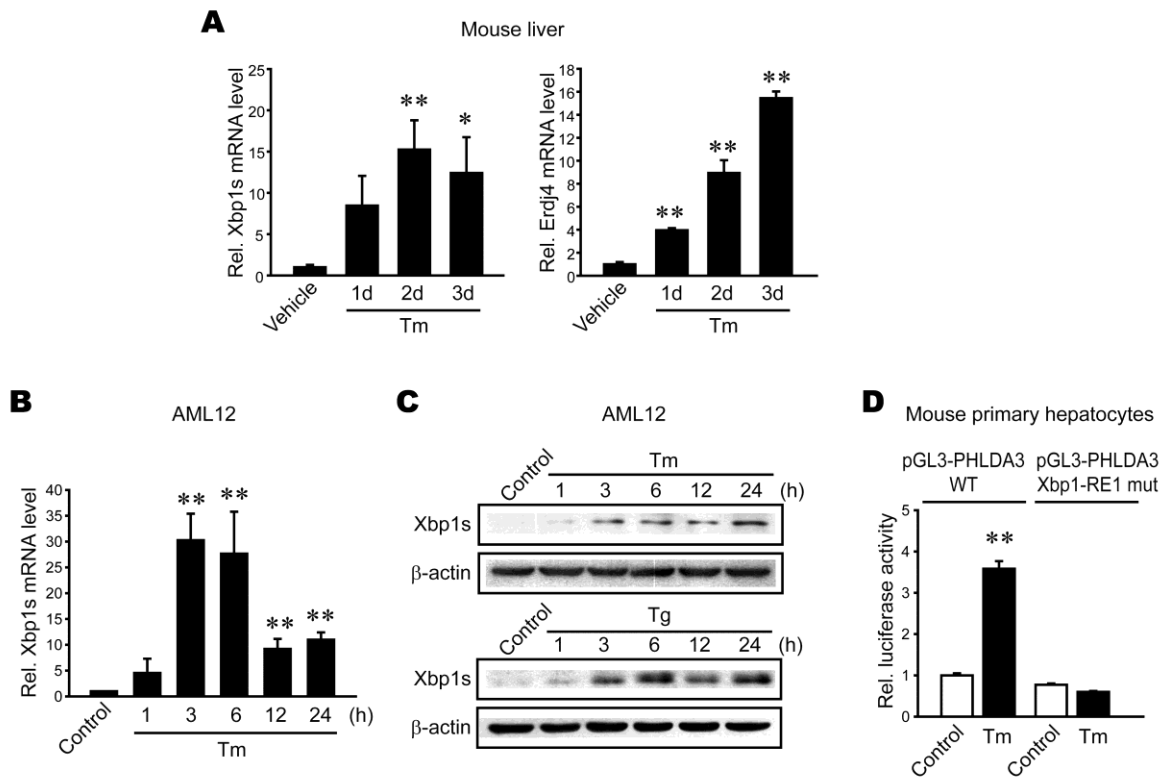 A
Mouse liver
Rel. Xbp1s mRNA level
25
20
15
10
5
0
**
*
Vehicle
1d 2d 3d
Tm
Rel. Erdj4 mRNA level
18
16
14
12
10
8
6
4
2
0
**
**
**
Vehicle
1d 2d 3d
Tm
B
AML12
Rel. Xbp1s mRNA level
40
35
30
25
20
15
10
5
0
** **
** **
Control
1 3 6 12 24 (h)
Tm
C
AML12
Control
Tm
1 3 6 12 24 (h)
Xbp1s
β-actin
Control
Tg
1 3 6 12 24 (h)
Xbp1s
β-actin
D
Mouse primary hepatocytes
pGL3-PHLDA3 WT
pGL3-PHLDA3 Xbp1-RE1 mut
Rel. luciferase activity
5
4
3
2
1
0
**
Control Tm Control Tm